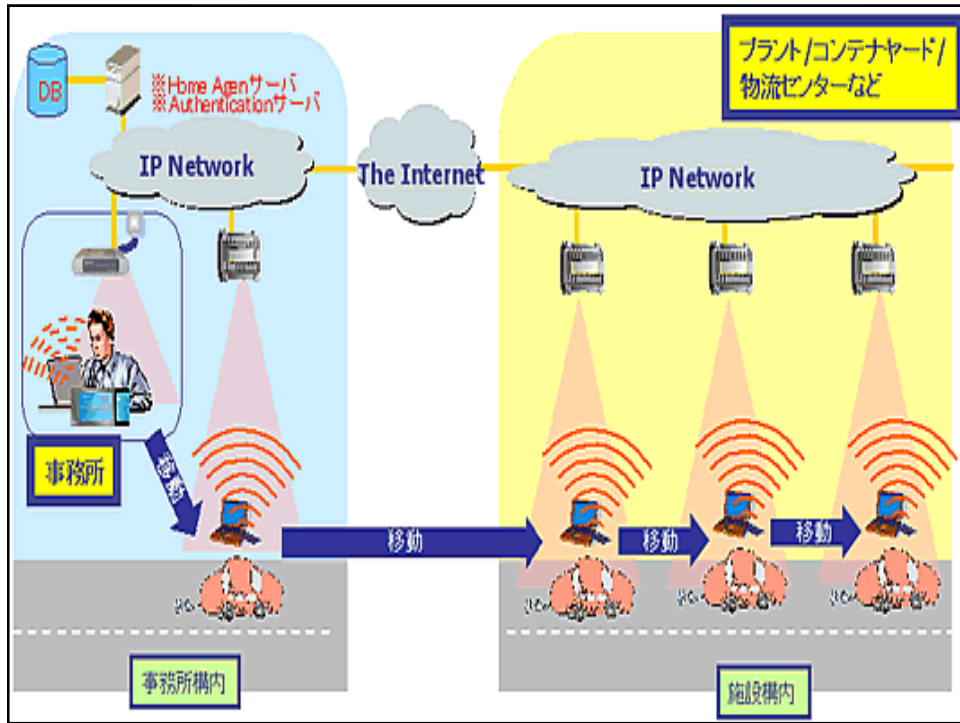 DB
※Home Agenサーバ
※Authenticationサーバ
IP Network
The Internet
プラント/コンテナヤード/
物流センターなど
IP Network
事務所
移動
移動
移動
移動
事務所構内
施設構内